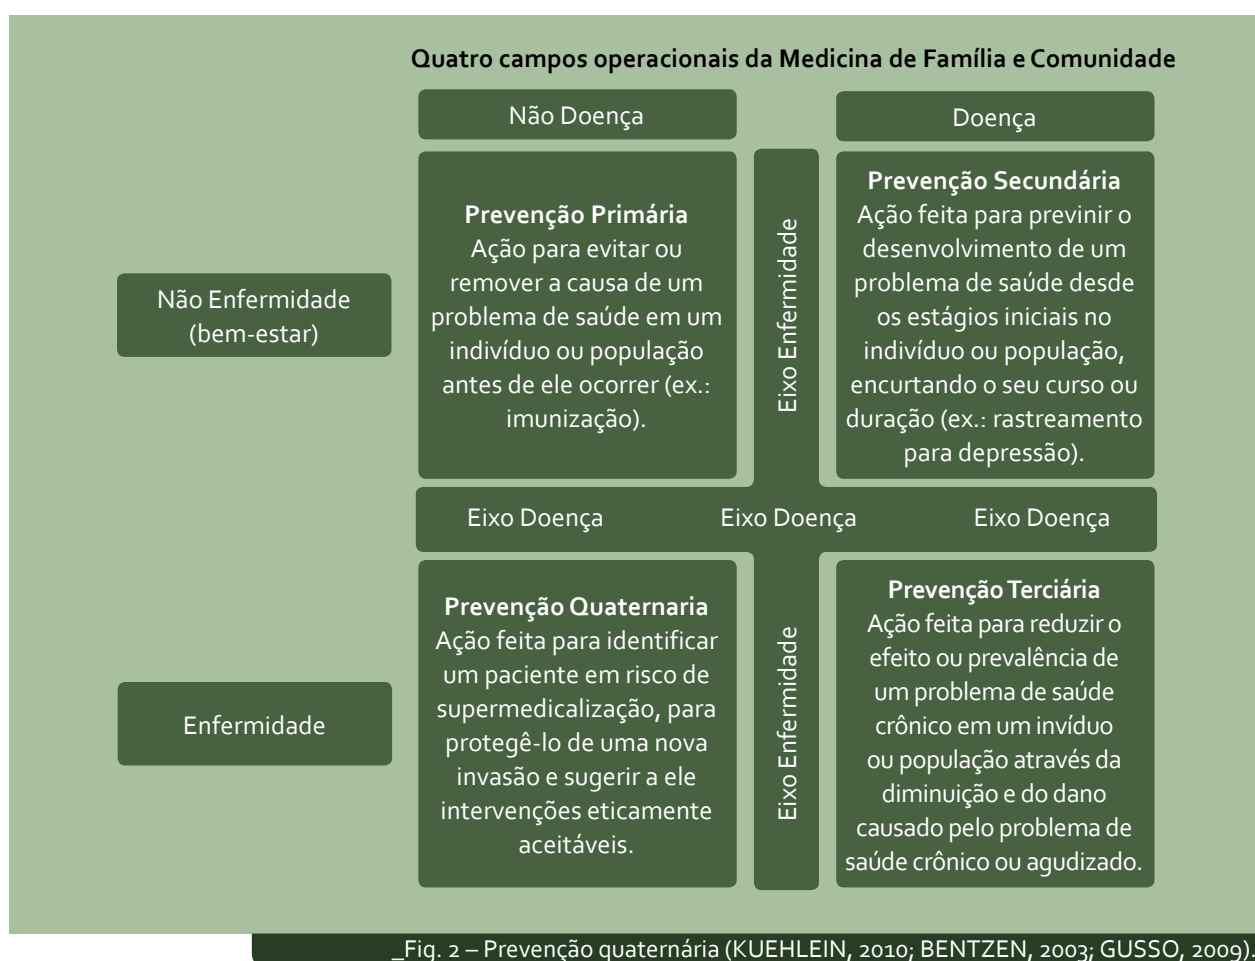 Quatro campos operacionais da Medicina de Família e Comunidade
Não Doença
Doença
Não Enfermidade
(bem-estar)
Prevenção Primária
Ação para evitar ou
remover a causa de um
problema de saúde em um
indivíduo ou população
antes de ele ocorrer (ex.:
imunização).
Eixo Enfermidade
Prevenção Secundária
Ação feita para previnir o
desenvolvimento de um
problema de saúde desde
os estágios iniciais no
indivíduo ou população,
encurtando o seu curso ou
duração (ex.: rastreamento
para depressão).
Eixo Doença
Eixo Doença
Eixo Doença
Enfermidade
Prevenção Quaternaria
Ação feita para identificar
um paciente em risco de
supermedicalização, para
protegê-lo de uma nova
invasão e sugerir a ele
intervenções eticamente
aceitáveis.
Eixo Enfermidade
Prevenção Terciária
Ação feita para reduzir o
efeito ou prevalência de
um problema de saúde
crônico em um invíduo
ou população através da
diminuição e do dano
causado pelo problema de
saúde crônico ou agudizado.
_Fig. 2 – Prevenção quaternária (KUEHLEIN, 2010; BENTZEN, 2003; GUSSO, 2009).